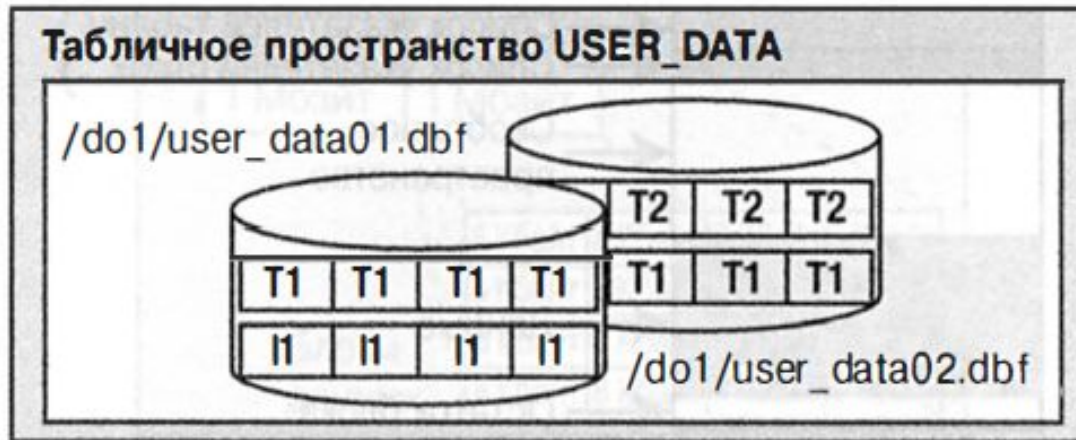 Табличное пространство USER_DATA
/do1/user_data01.dbf
T2 T2 T2
T1 T1 T1 T1
T1 T1 T1
I1 I1 I1 I1
/do1/user_data02.dbf